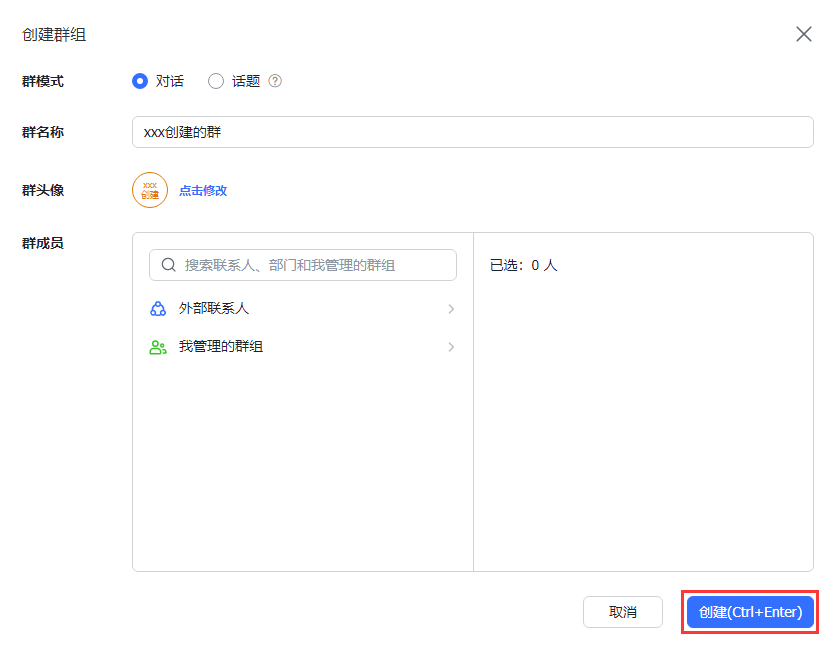 创建群组
群模式
对话
话题
?
群名称
xxx创建的群
群头像
xxx
创建
点击修改
群成员
搜索联系人、部门和我管理的群组
已选：0 人
外部联系人
我管理的群组
取消
创建(Ctrl+Enter)